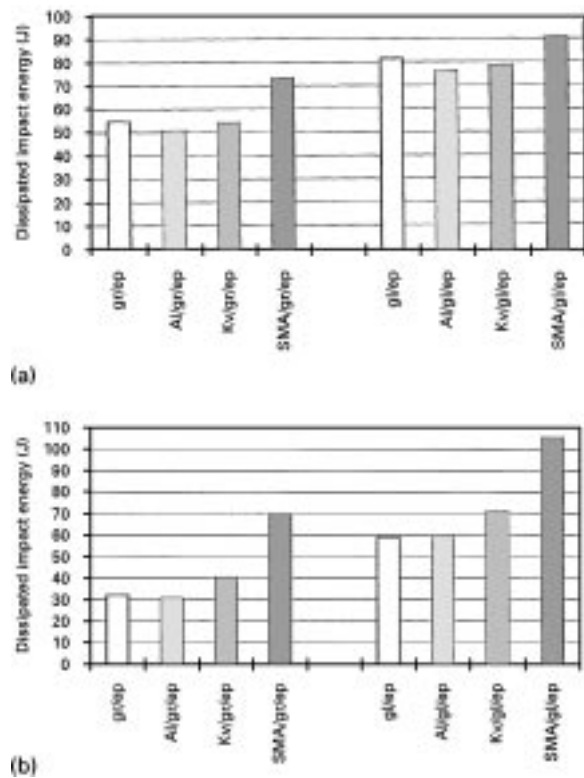 Dissipated impact energy (J)
100
90
80
70
60
50
40
30
20
10
0
gr/ep
Al/gr/ep
Kv/gr/ep
SMA/gr/ep
gl/ep
Al/gl/ep
Kv/gl/ep
SMA/gl/ep
(a)
Dissipated impact energy (J)
110
100
90
80
70
60
50
40
30
20
10
0
gr/ep
Al/gr/ep
Kv/gr/ep
SMA/gr/ep
gl/ep
Al/gl/ep
Kv/gl/ep
SMA/gl/ep
(b)